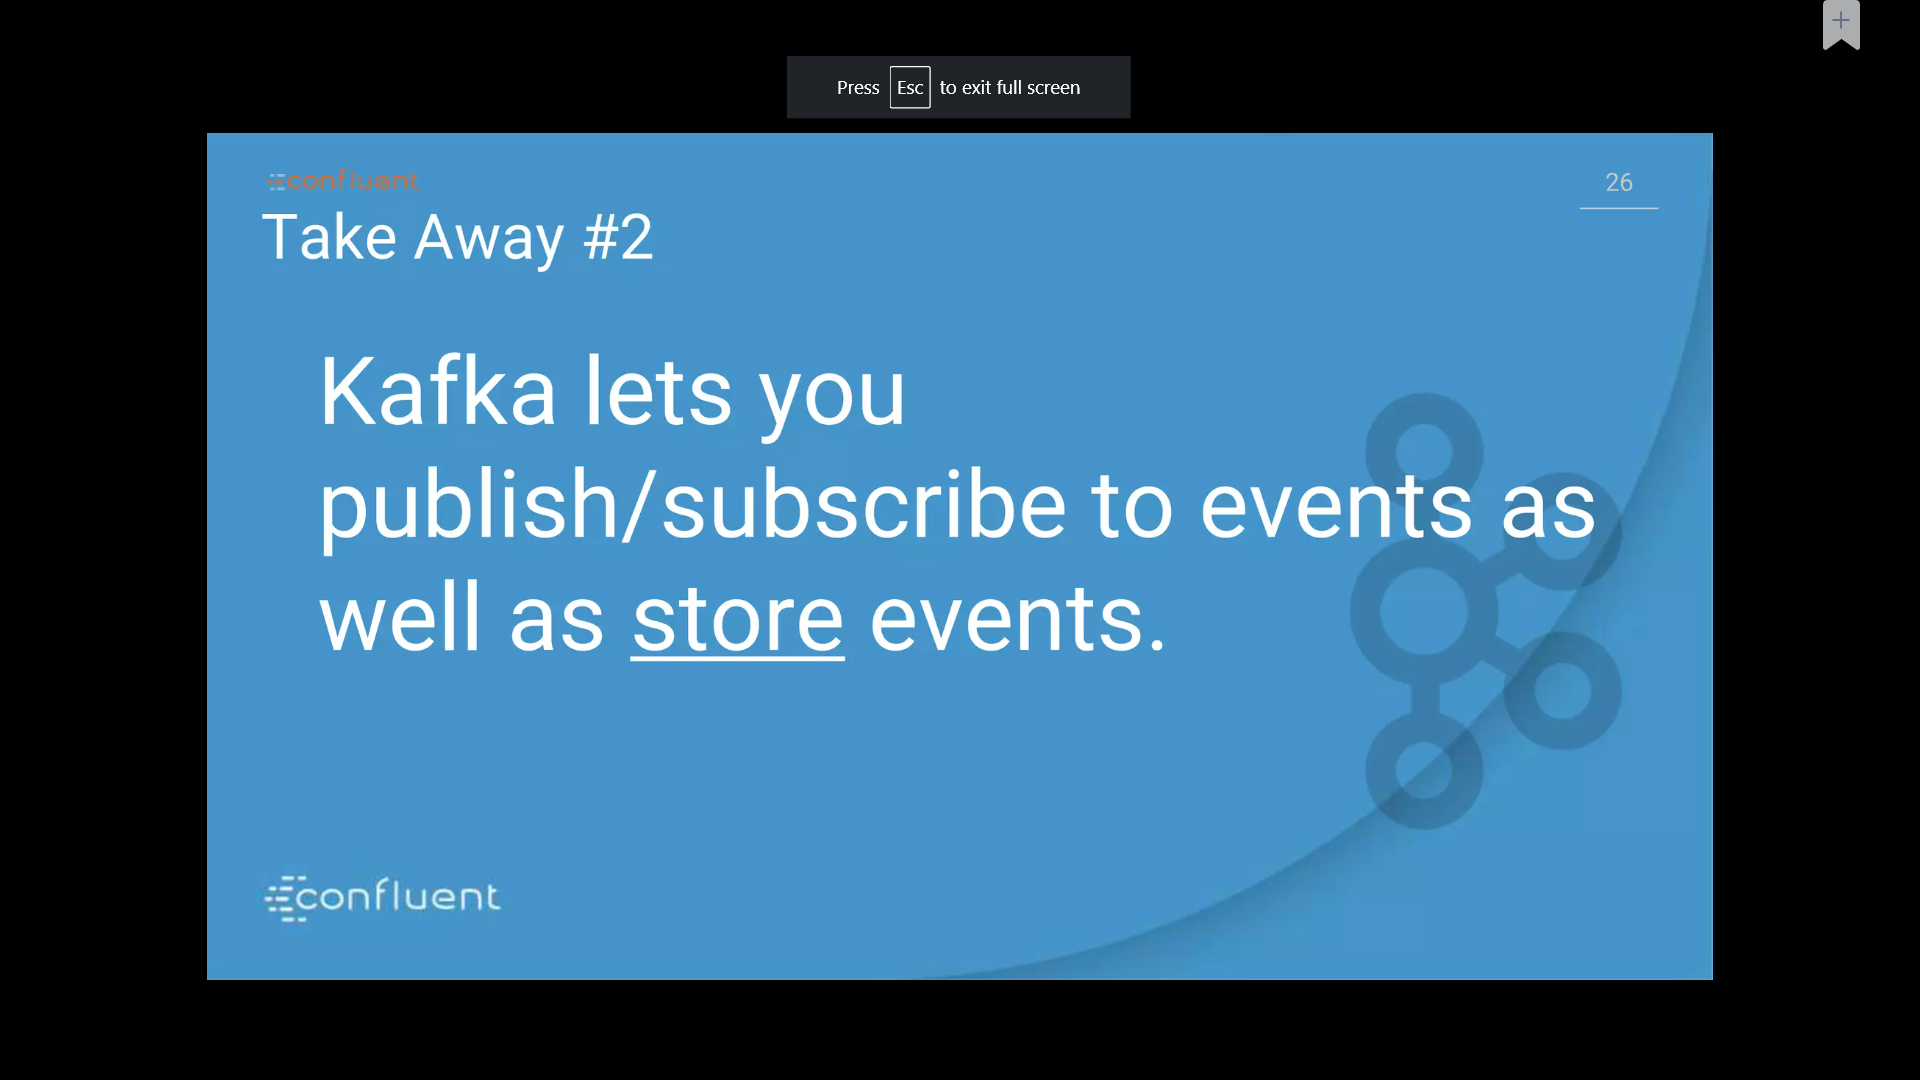 Press Esc to exit full screen
confluent
26
Take Away #2
Kafka lets you
publish/subscribe to events as
well as store events.
confluent